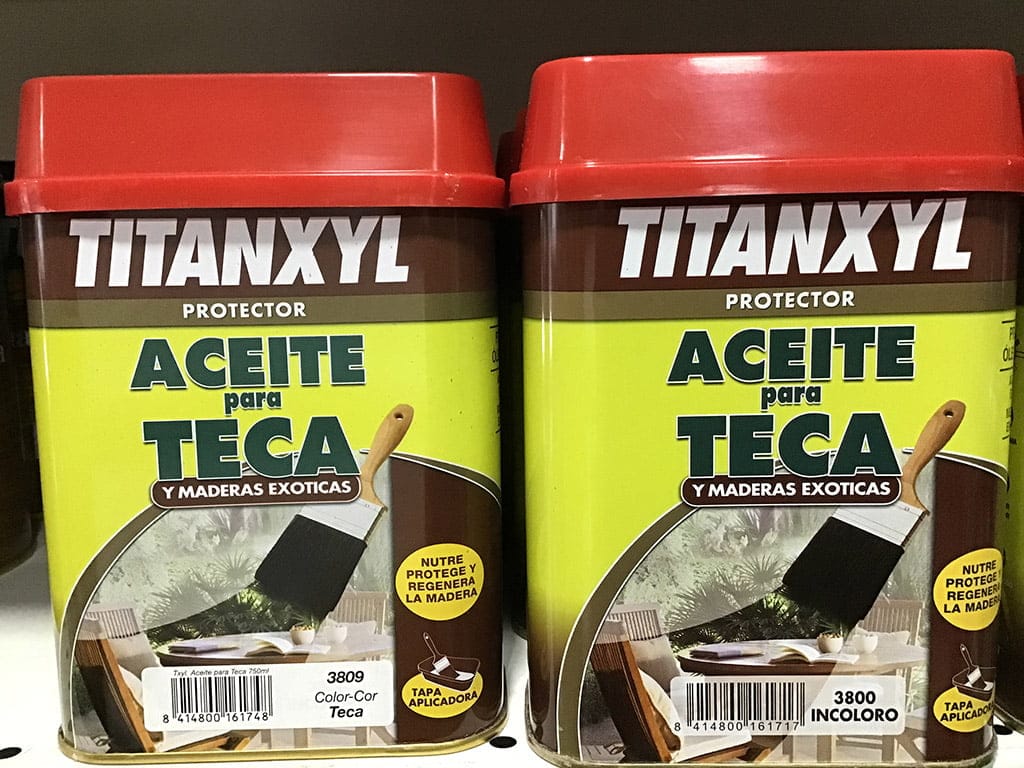 TITANXYL
PROTECTOR
ACEITE
para
TECA
Y MADERAS EXOTICAS
NUTRE
PROTEGE Y
REGENERA
LA MADERA
TAPA
APLICADORA
Txyl. Aceite para Teca 750ml
8 414800 161748
3809
Color-Cor
Teca
TITANXYL
PROTECTOR
ACEITE
para
TECA
Y MADERAS EXOTICAS
NUTRE
PROTEGE Y
REGENERA
LA MADERA
TAPA
APLICADORA
8 414800 161717
3800
INCOLORO